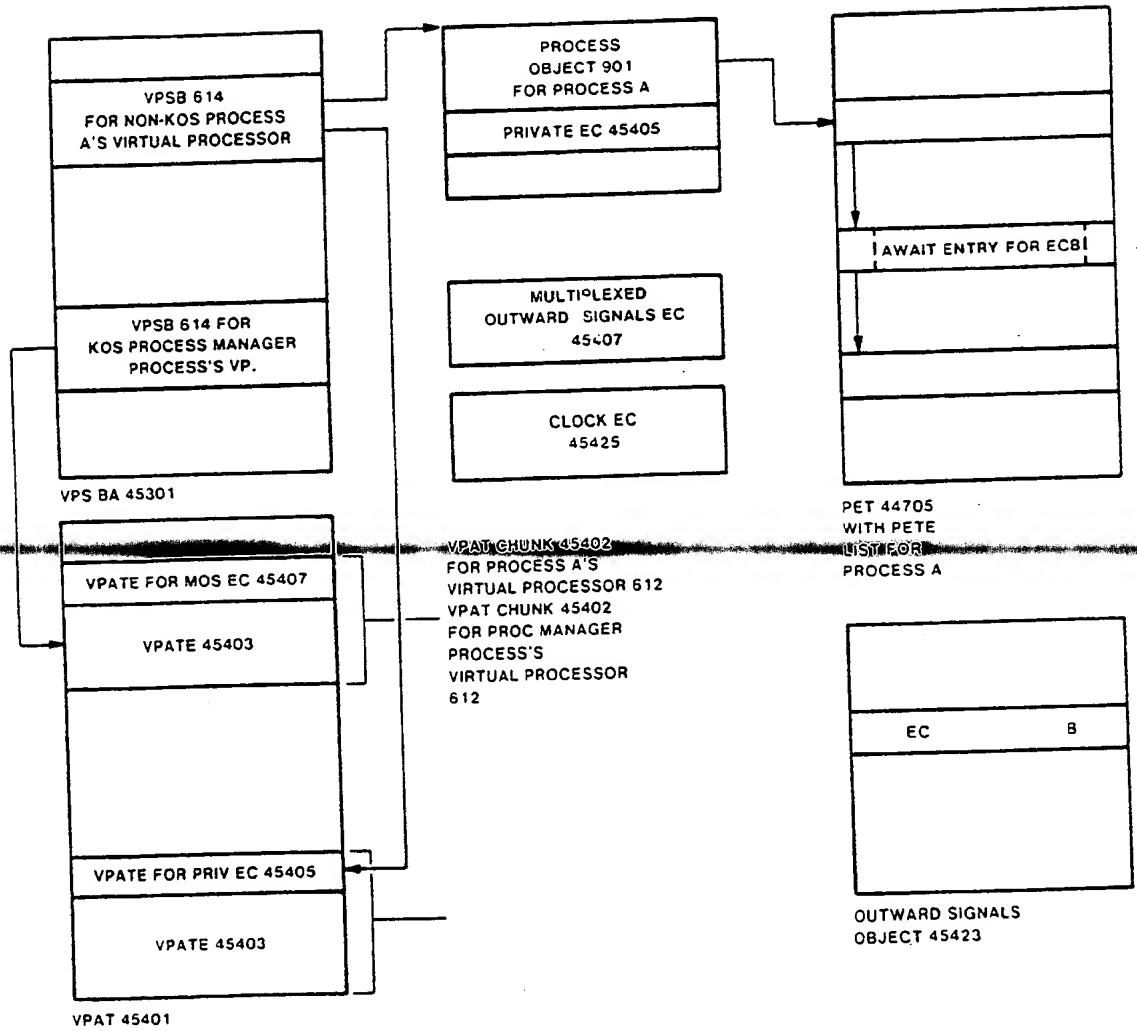 VPSB 614
FOR NON-KOS PROCESS
A'S VIRTUAL PROCESSOR
VPSB 614 FOR
KOS PROCESS MANAGER
PROCESS'S VP.
VPS BA 45301
PROCESS
OBJECT 901
FOR PROCESS A
PRIVATE EC 45405
MULTIPLEXED
OUTWARD SIGNALS EC
45407
CLOCK EC
45425
AWAIT ENTRY FOR ECB
PET 44705
WITH PETE
LIST FOR
PROCESS A
VPATE FOR MOS EC 45407
VPATE 45403
VPATE FOR PRIV EC 45405
VPATE 45403
VPAT 45401
VPAT CHUNK 45402
FOR PROCESS A'S
VIRTUAL PROCESSOR 612
VPAT CHUNK 45402
FOR PROC MANAGER
PROCESS'S
VIRTUAL PROCESSOR
612
EC B
OUTWARD SIGNALS
OBJECT 45423